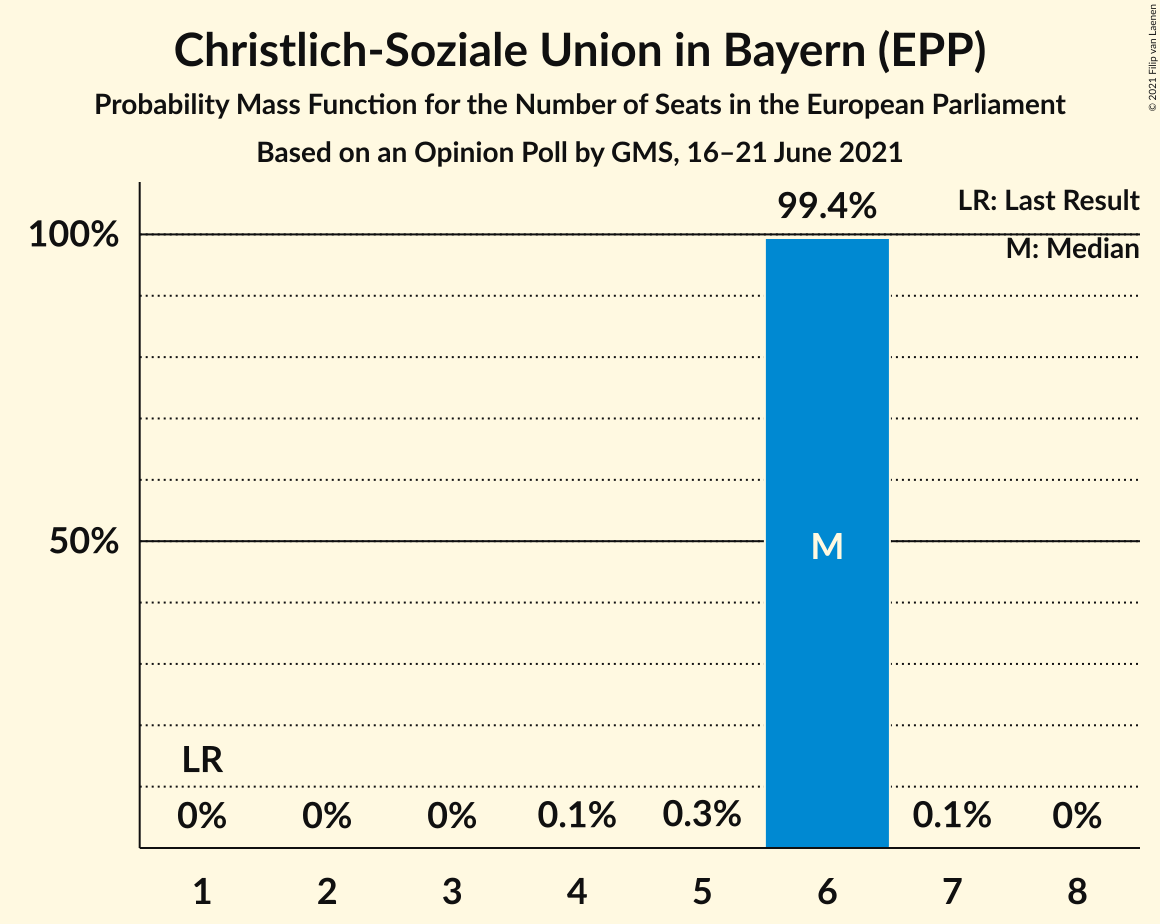 Christlich-Soziale Union in Bayern (EPP)
Probability Mass Function for the Number of Seats in the European Parliament
Based on an Opinion Poll by GMS, 16–21 June 2021
© 2021 Filip van Laenen
LR: Last Result
M: Median
99.4%
100%
50%
M
LR
0% 0% 0% 0.1% 0.3% 0.1% 0%
1 2 3 4 5 6 7 8